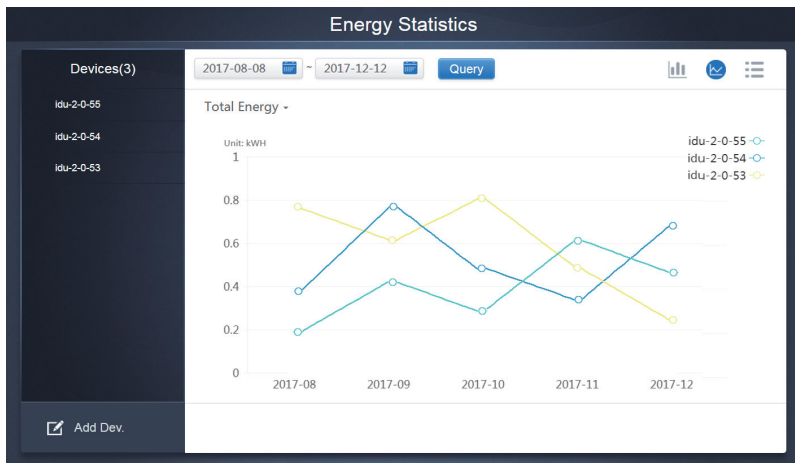 Energy Statistics
Devices(3)
idu-2-0-55
idu-2-0-54
idu-2-0-53
Add Dev.
2017-08-08 ~ 2017-12-12 Query
Total Energy
Unit: kWH
idu-2-0-55
idu-2-0-54
idu-2-0-53
1
0.8
0.6
0.4
0.2
0
2017-08 2017-09 2017-10 2017-11 2017-12